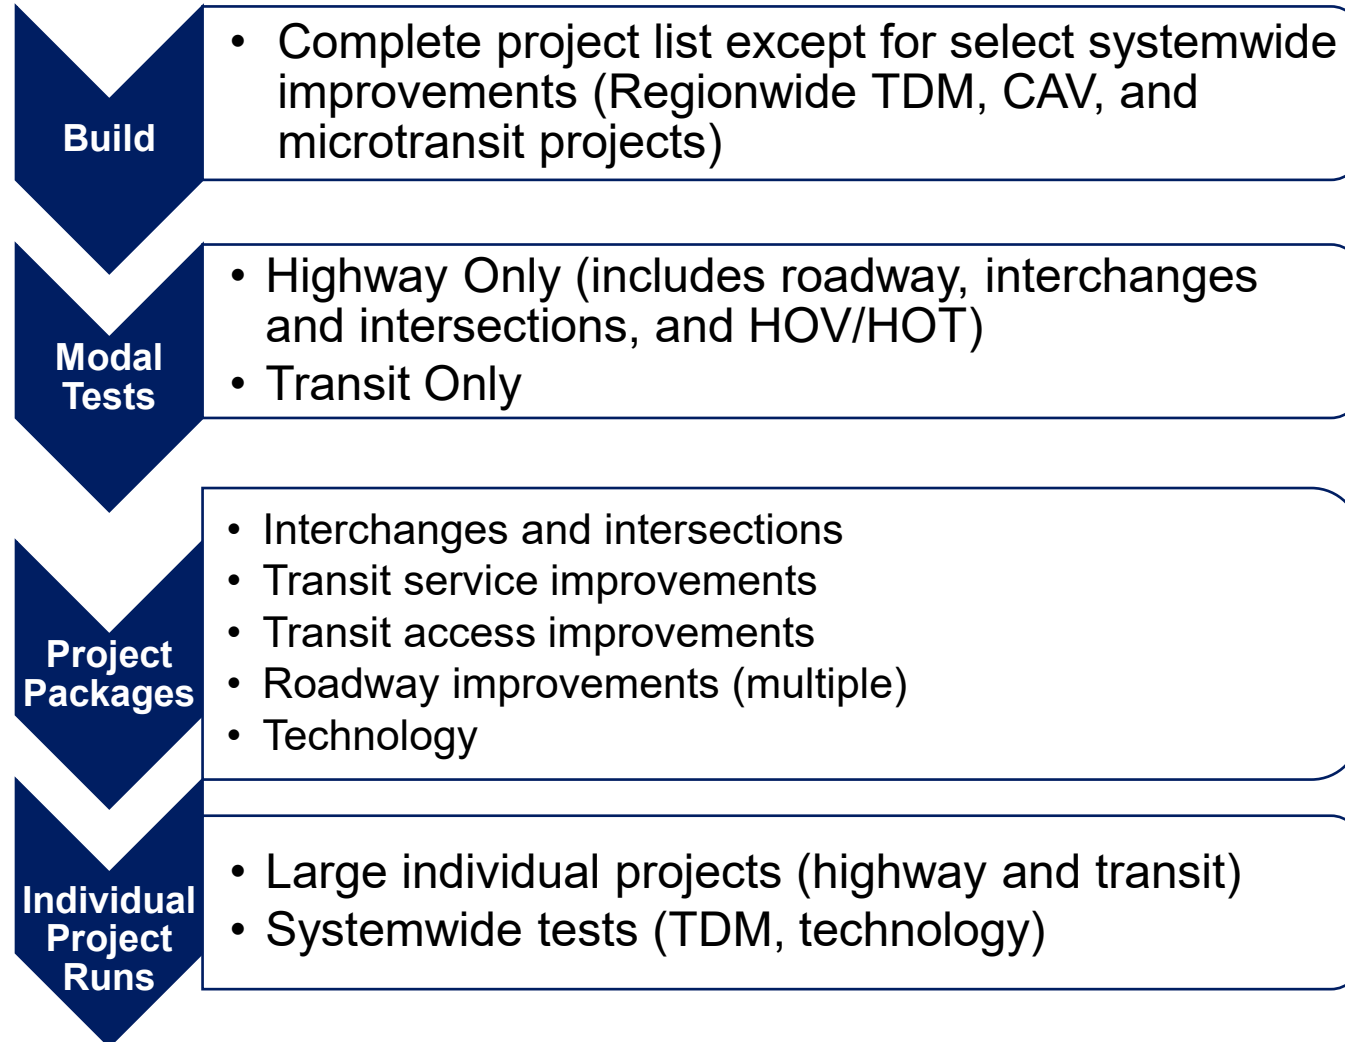 Build
• Complete project list except for select systemwide
improvements (Regionwide TDM, CAV, and
microtransit projects)
Modal
Tests
• Highway Only (includes roadway, interchanges
and intersections, and HOV/HOT)
• Transit Only
Project
Packages
• Interchanges and intersections
• Transit service improvements
• Transit access improvements
• Roadway improvements (multiple)
• Technology
Individual
Project
Runs
• Large individual projects (highway and transit)
• Systemwide tests (TDM, technology)